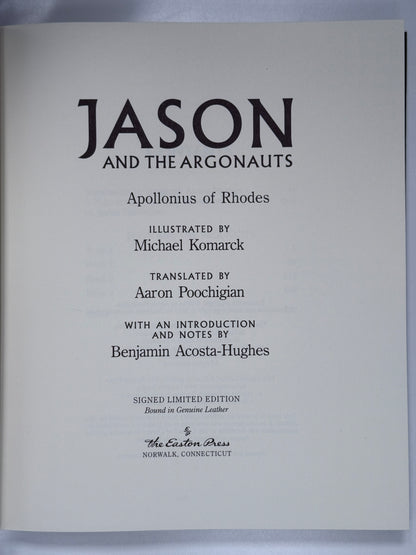 JASON
AND THE ARGONAUTS
Apollonius of Rhodes
ILLUSTRATED BY
Michael Komarck
TRANSLATED BY
Aaron Poochigian
WITH AN INTRODUCTION
AND NOTES BY
Benjamin Acosta-Hughes
SIGNED LIMITED EDITION
Bound in Genuine Leather
The Easton Press
NORWALK, CONNECTICUT